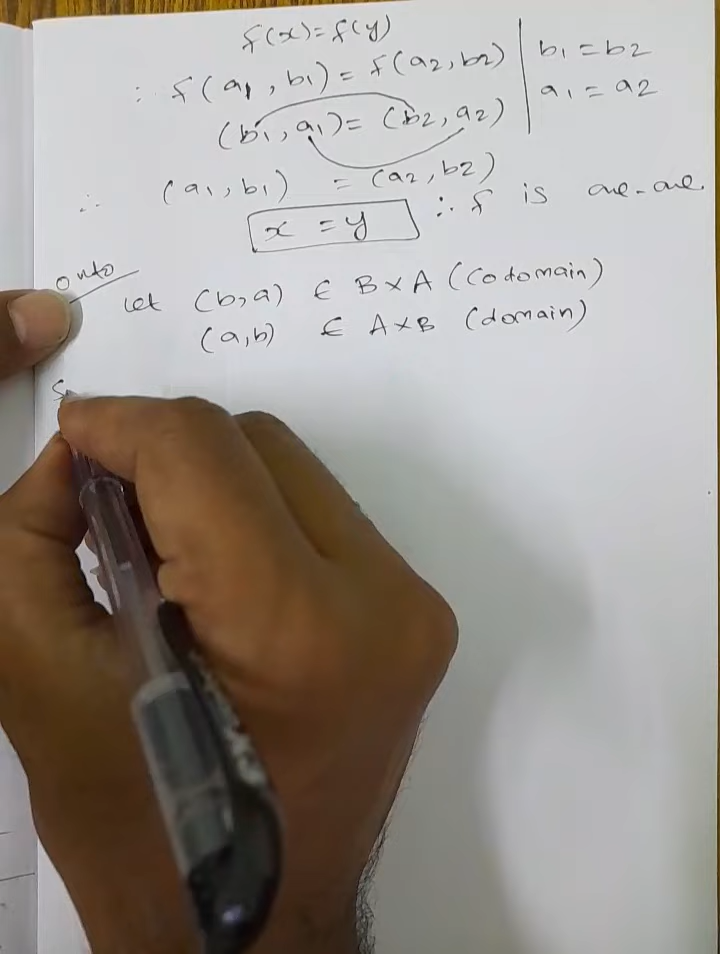 f(x)=f(y)
∴ f(a1, b1) = f(a2, b2) | b1 = b2
(b1, a1) = (b2, a2) | a1 = a2
∴ (a1, b1) = (a2, b2)
x = y ∴ f is one-one.
onto
Let (b,a) ∈ B×A (Codomain)
(a,b) ∈ A×B (domain)